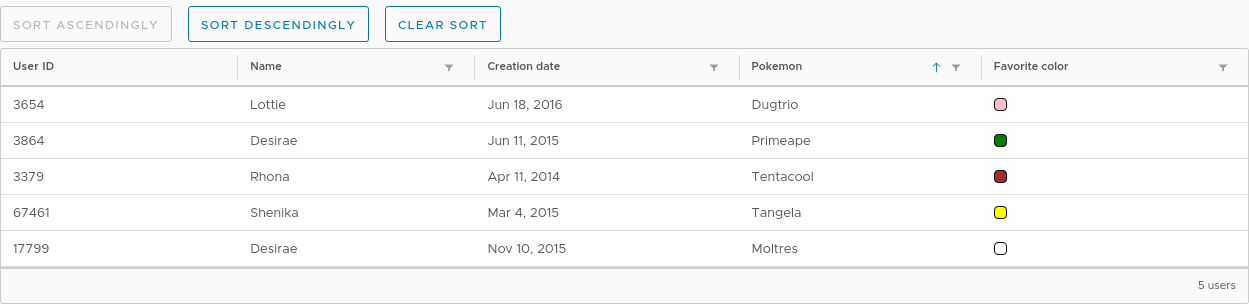 SORT ASCENDINGLY SORT DESCENDINGLY CLEAR SORT
User ID Name Creation date Pokemon Favorite color
3654 Lottie Jun 18, 2016 Dugtrio
3864 Desirae Jun 11, 2015 Primeape
3379 Rhona Apr 11, 2014 Tentacool
67461 Shenika Mar 4, 2015 Tangela
17799 Desirae Nov 10, 2015 Moltres
5 users